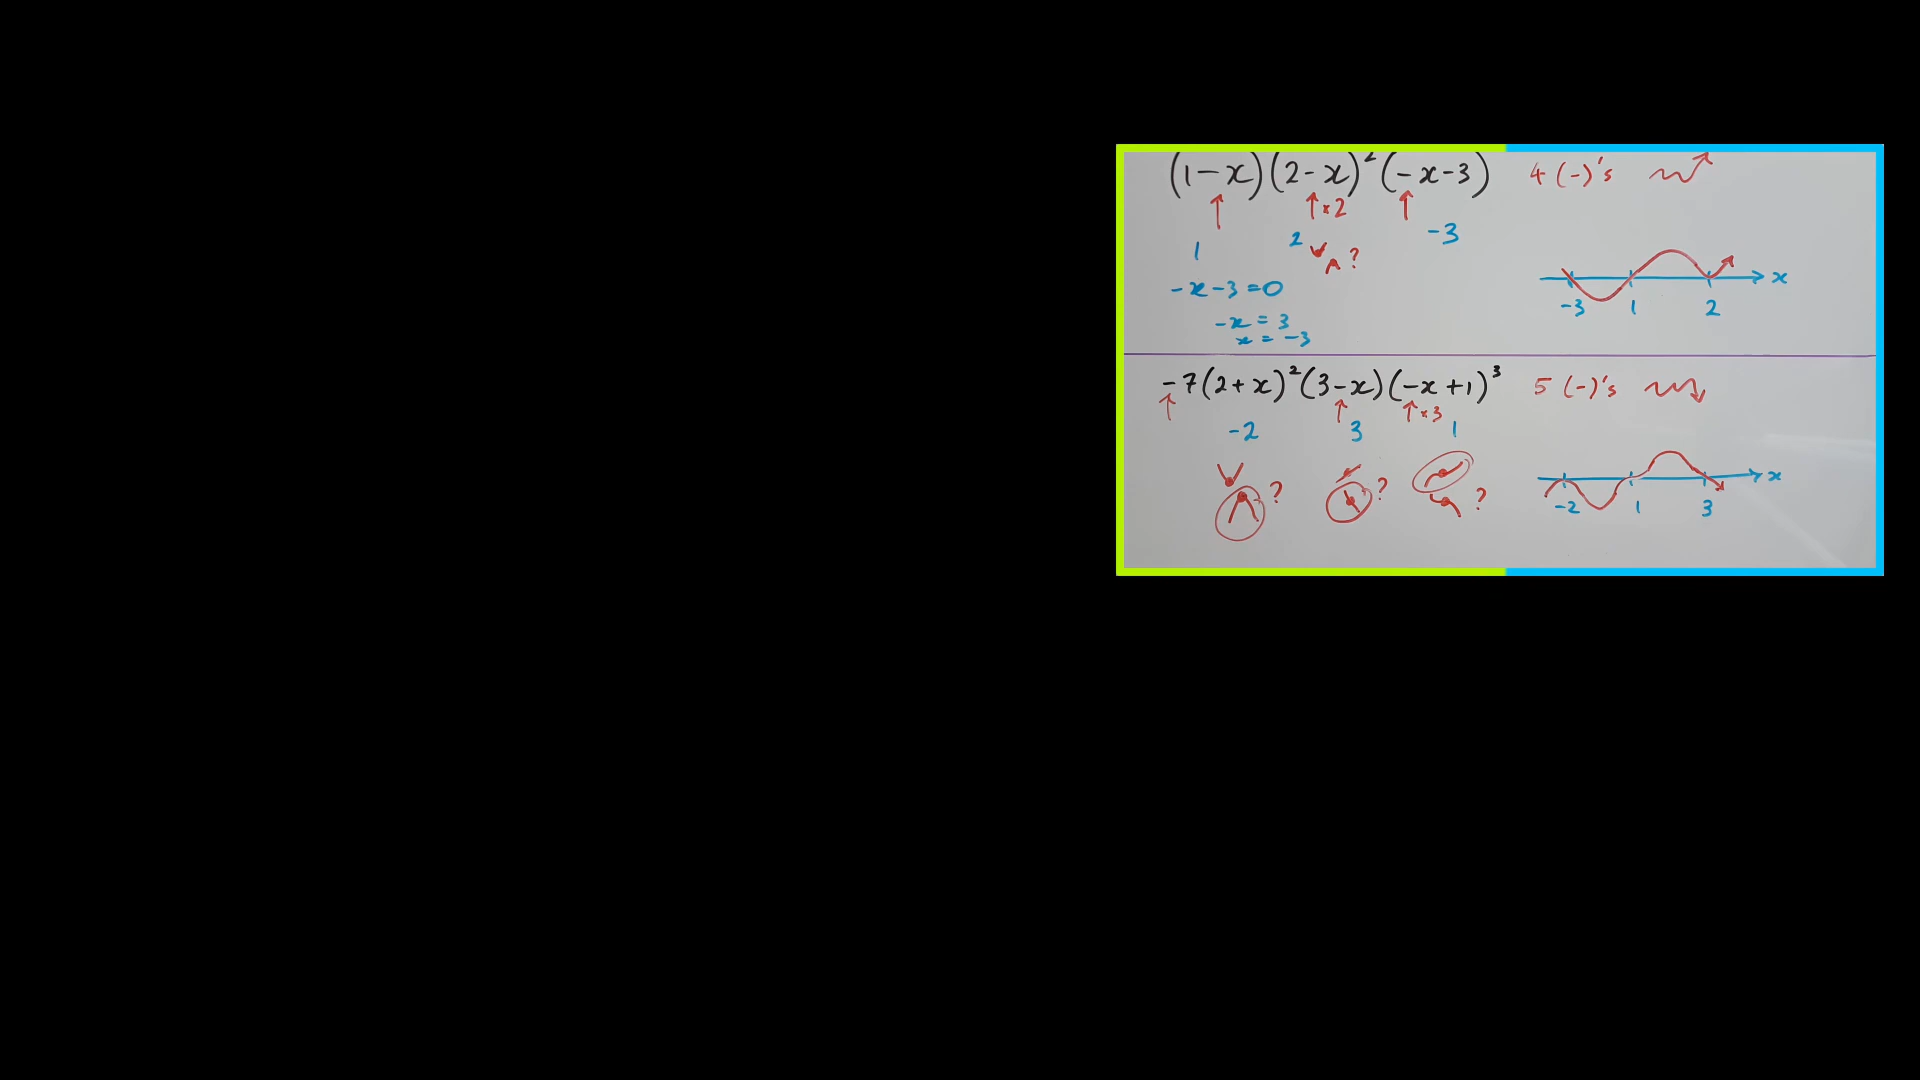 (1-x)(2-x)²(-x-3) 4 (-)'s
×2
1 2 ? -3
-x-3=0
-x = 3
x = -3
-3 1 2 x
-7(2+x)²(3-x)(-x+1)³ 5 (-)'s
×3
-2 3 1
? ? ?
-2 1 3 x